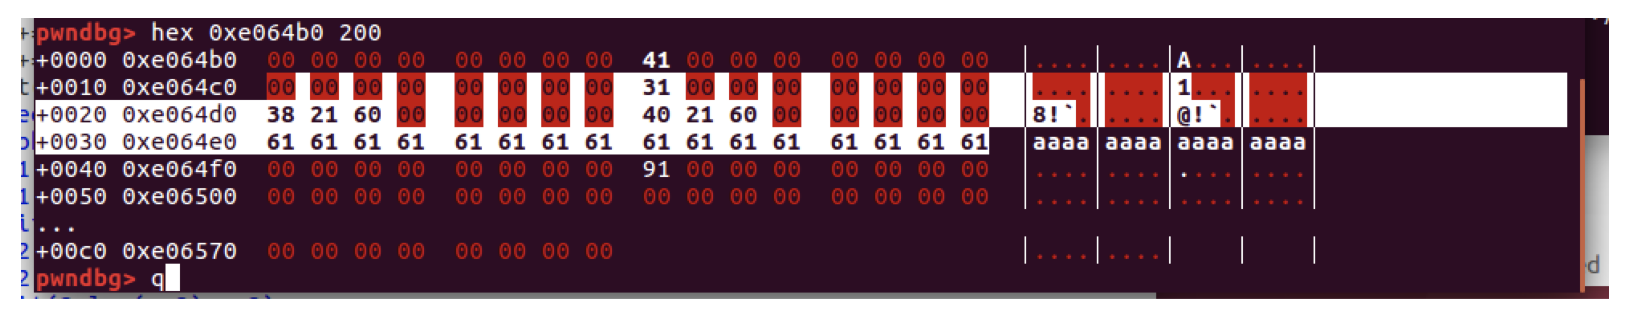 pwndbg> hex 0xe064b0 200
+0000 0xe064b0 00 00 00 00 00 00 00 00 41 00 00 00 00 00 00 00 |....|....|A...|....|
+0010 0xe064c0 00 00 00 00 00 00 00 00 31 00 00 00 00 00 00 00 |....|....|1...|....|
+0020 0xe064d0 38 21 60 00 00 00 00 00 40 21 60 00 00 00 00 00 |8!`.|....|@!`.|....|
+0030 0xe064e0 61 61 61 61 61 61 61 61 61 61 61 61 61 61 61 61 |aaaa|aaaa|aaaa|aaaa|
+0040 0xe064f0 00 00 00 00 00 00 00 00 91 00 00 00 00 00 00 00 |....|....|....|....|
+0050 0xe06500 00 00 00 00 00 00 00 00 00 00 00 00 00 00 00 00 |....|....|....|....|
...
+00c0 0xe06570 00 00 00 00 00 00 00 00 |....|....| | |
pwndbg> q